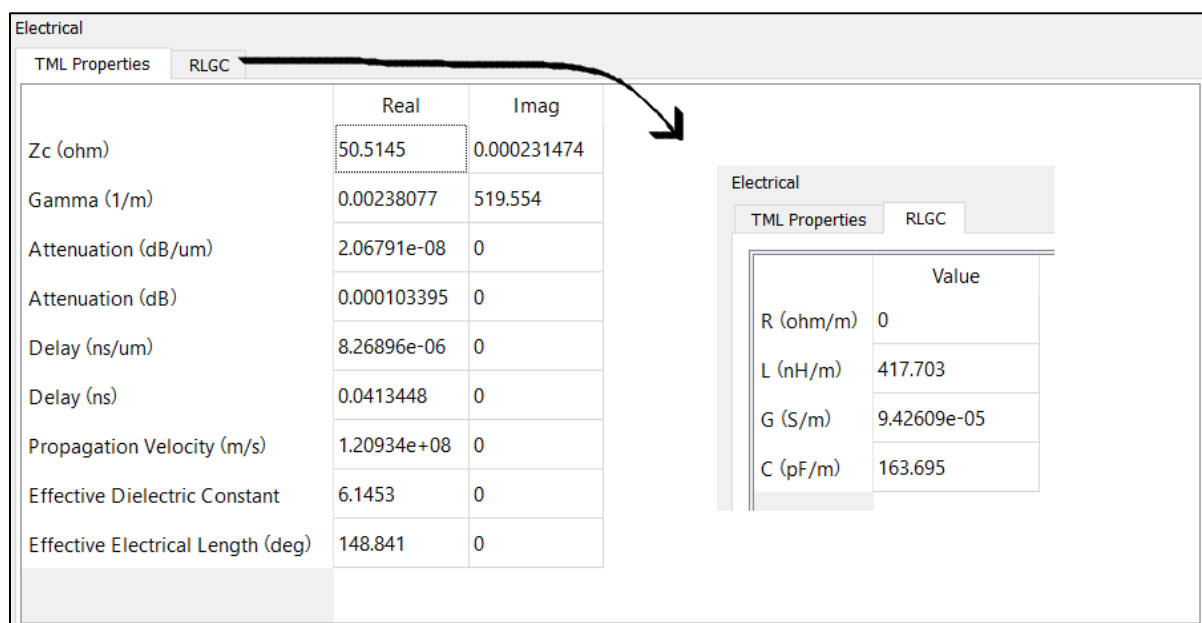 Electrical
TML Properties RLGC
Real Imag
Zc (ohm) 50.5145 0.000231474
Gamma (1/m) 0.00238077 519.554
Attenuation (dB/um) 2.06791e-08 0
Attenuation (dB) 0.000103395 0
Delay (ns/um) 8.26896e-06 0
Delay (ns) 0.0413448 0
Propagation Velocity (m/s) 1.20934e+08 0
Effective Dielectric Constant 6.1453 0
Effective Electrical Length (deg) 148.841 0
Electrical
TML Properties RLGC
Value
R (ohm/m) 0
L (nH/m) 417.703
G (S/m) 9.42609e-05
C (pF/m) 163.695